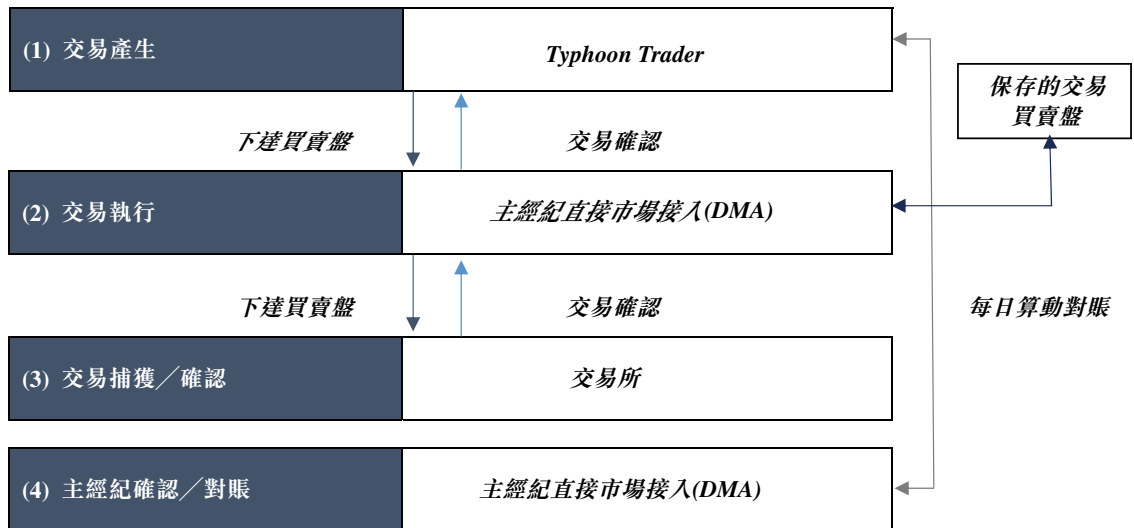 (1) 交易產生
Typhoon Trader
保存的交易
買賣盤
下達買賣盤
交易確認
(2) 交易執行
主經紀直接市場接入(DMA)
下達買賣盤
交易確認
每日算動對賬
(3) 交易捕獲／確認
交易所
(4) 主經紀確認／對賬
主經紀直接市場接入(DMA)